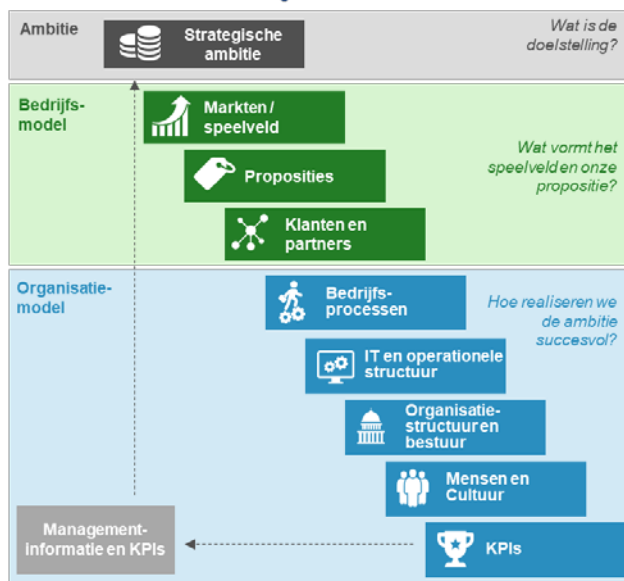 Ambitie
Strategische
ambitie
Wat is de
doelstelling?
Bedrijfs-
model
Markten /
speelveld
Proposities
Klanten en
partners
Wat vormt het
speelveld en onze
propositie?
Organisatie-
model
Bedrijfs-
processen
Hoe realiseren we
de ambitie
succesvol?
IT en operationele
structuur
Organisatie-
structuur en
bestuur
Mensen en
Cultuur
Management-
informatie en KPIs
KPIs